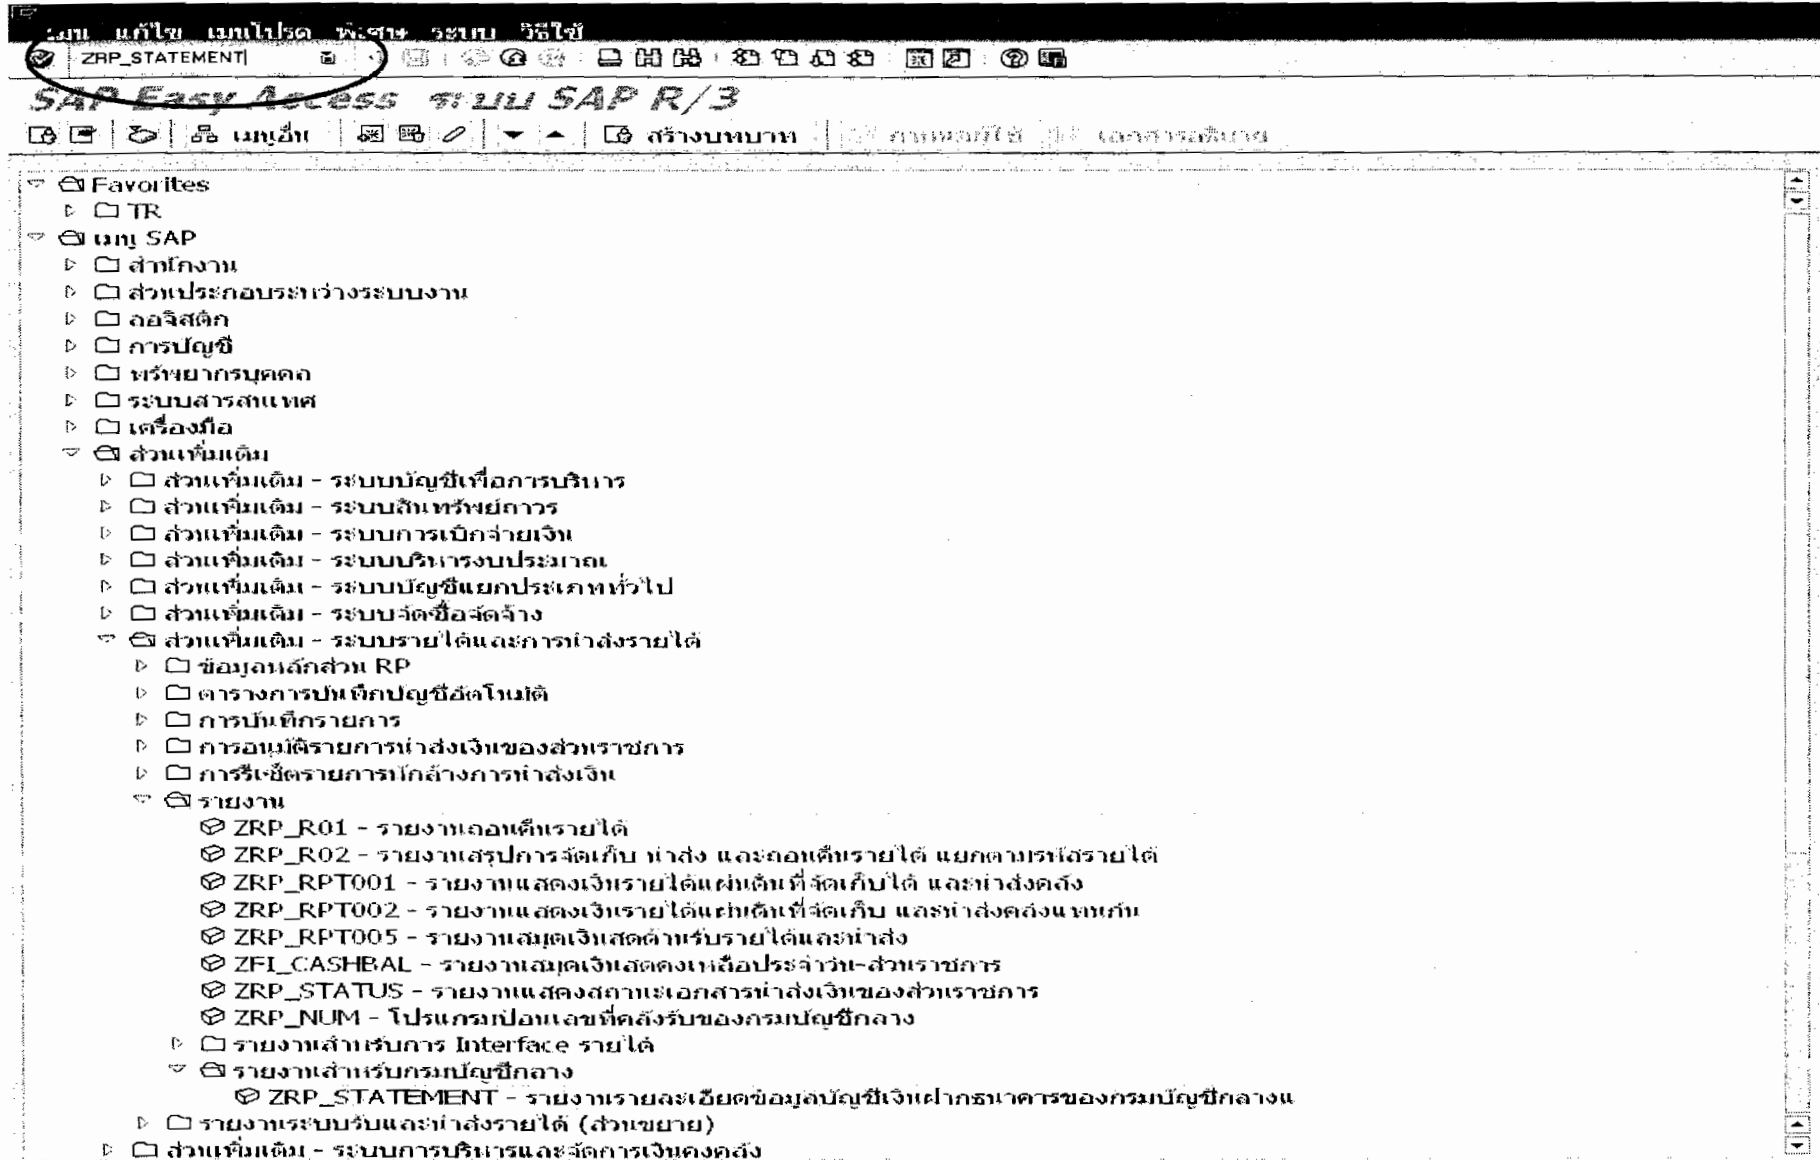 เมนู แก้ไข เมนูโปรด พิเศษ ระบบ วิธีใช้
ZRP_STATEMENT
SAP Easy Access ระบบ SAP R/3
เมนูอื่น สร้างบทบาท กำหนดผู้ใช้ เอกสารอธิบาย
Favorites
TR
เมนู SAP
สำนักงาน
ส่วนประกอบระหว่างระบบงาน
ลอจิสติก
การบัญชี
ทรัพยากรบุคคล
ระบบสารสนเทศ
เครื่องมือ
ส่วนเพิ่มเติม
ส่วนเพิ่มเติม - ระบบบัญชีเพื่อการบริหาร
ส่วนเพิ่มเติม - ระบบสินทรัพย์ถาวร
ส่วนเพิ่มเติม - ระบบการเบิกจ่ายเงิน
ส่วนเพิ่มเติม - ระบบบริหารงบประมาณ
ส่วนเพิ่มเติม - ระบบบัญชีแยกประเภททั่วไป
ส่วนเพิ่มเติม - ระบบจัดซื้อจัดจ้าง
ส่วนเพิ่มเติม - ระบบรายได้และการนำส่งรายได้
ข้อมูลหลักส่วน RP
ตารางการบันทึกบัญชีอัตโนมัติ
การบันทึกรายการ
การอนุมัติรายการนำส่งเงินของส่วนราชการ
การรีเซ็ตรายการหักล้างการนำส่งเงิน
รายงาน
ZRP_R01 - รายงานถอนคืนรายได้
ZRP_R02 - รายงานสรุปการจัดเก็บ นำส่ง และถอนคืนรายได้ แยกตามรหัสรายได้
ZRP_RPT001 - รายงานแสดงเงินรายได้แผ่นดินที่จัดเก็บได้ และนำส่งคลัง
ZRP_RPT002 - รายงานแสดงเงินรายได้แผ่นดินที่จัดเก็บ และนำส่งคลังแทนกัน
ZRP_RPT005 - รายงานสมุดเงินสดด้านรับรายได้และนำส่ง
ZFI_CASHBAL - รายงานสมุดเงินสดคงเหลือประจำวัน-ส่วนราชการ
ZRP_STATUS - รายงานแสดงสถานะเอกสารนำส่งเงินของส่วนราชการ
ZRP_NUM - โปรแกรมป้อนเลขที่คลังรับของกรมบัญชีกลาง
รายงานสำหรับการ Interface รายได้
รายงานสำหรับกรมบัญชีกลาง
ZRP_STATEMENT - รายงานรายละเอียดข้อมูลบัญชีเงินฝากธนาคารของกรมบัญชีกลางแ
รายงานระบบรับและนำส่งรายได้ (ส่วนขยาย)
ส่วนเพิ่มเติม - ระบบการบริหารและจัดการเงินคงคลัง